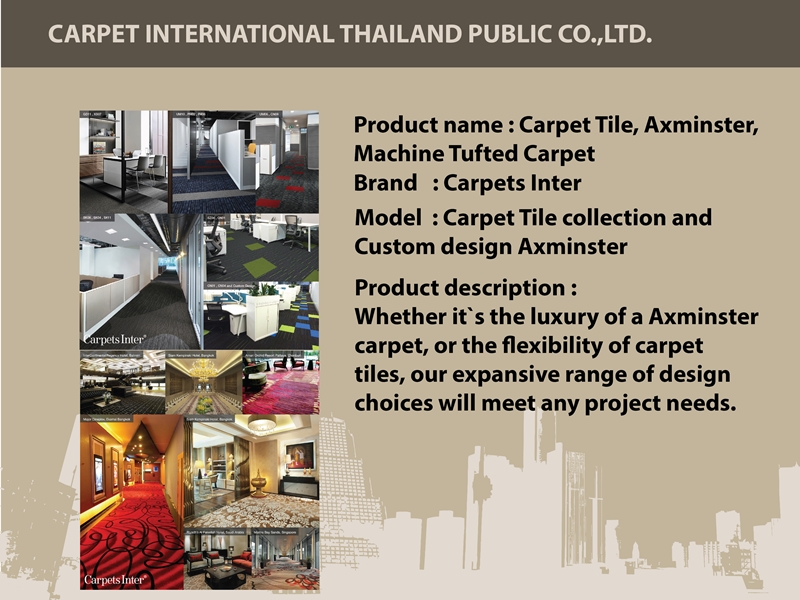 CARPET INTERNATIONAL THAILAND PUBLIC CO.,LTD.
Product name : Carpet Tile, Axminster,
Machine Tufted Carpet
Brand : Carpets Inter
Model : Carpet Tile collection and
Custom design Axminster
Product description :
Whether it`s the luxury of a Axminster
carpet, or the flexibility of carpet
tiles, our expansive range of design
choices will meet any project needs.
Carpets Inter®
Carpets Inter®